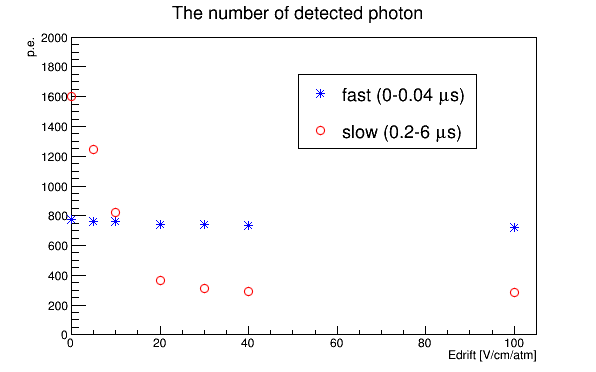 The number of detected photon
p.e.
2000
1800
1600
1400
1200
1000
800
600
400
200
0
fast (0-0.04 μs)
slow (0.2-6 μs)
0 20 40 60 80 100
Edrift [V/cm/atm]